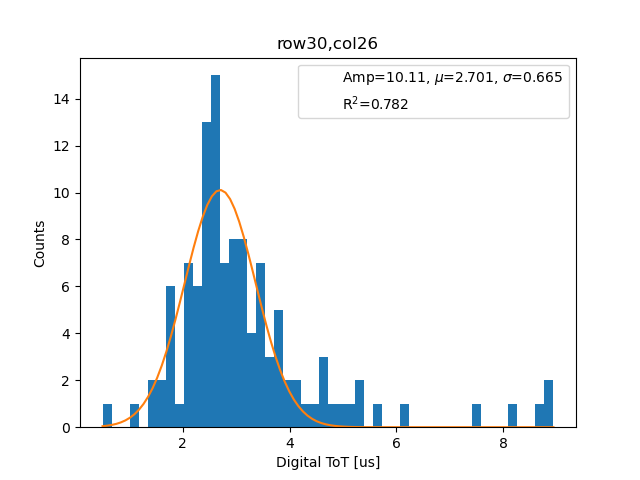 row30,col26
Amp=10.11, μ=2.701, σ=0.665
R²=0.782
14
12
10
8
6
4
2
0
Counts
2 4 6 8
Digital ToT [us]